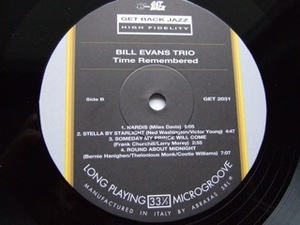 GET BACK JAZZ
HIGH FIDELITY
BILL EVANS TRIO
Time Remembered
Side B
GET 2031
1. NARDIS (Miles Davis) 5:05
2. STELLA BY STARLIGHT (Ned Washington/Victor Young) 4:47
3. SOMEDAY MY PRINCE WILL COME
(Frank Churchill/Larry Morey) 2:55
4. ROUND ABOUT MIDNIGHT
(Bernie Hanighen/Thelonious Monk/Cootie Williams) 7:07
LONG PLAYING 33⅓ MICROGROOVE
MANUFACTURED IN ITALY BY ABRAXAS SRL